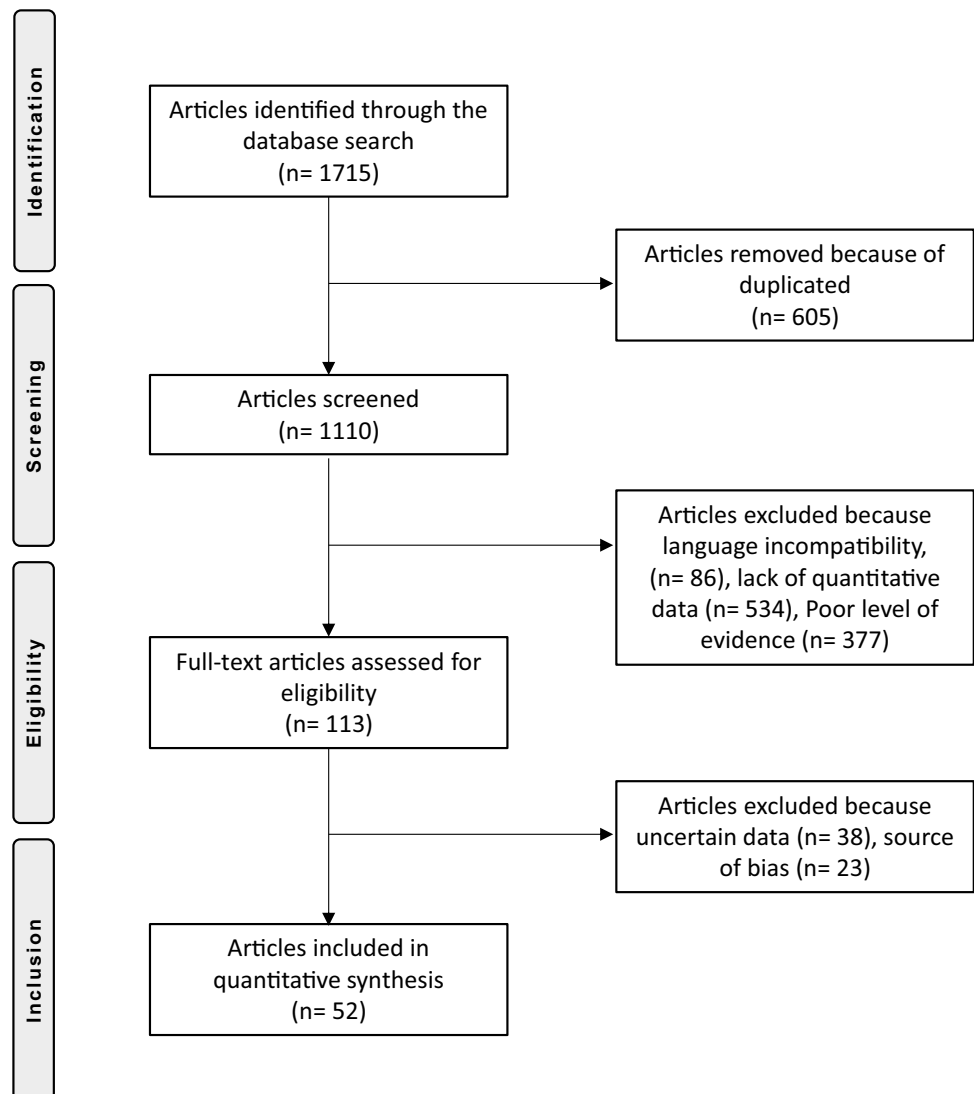 Identification
Articles identified through the
database search
(n= 1715)
Articles removed because of
duplicated
(n= 605)
Screening
Articles screened
(n= 1110)
Articles excluded because
language incompatibility,
(n= 86), lack of quantitative
data (n= 534), Poor level of
evidence (n= 377)
Eligibility
Full-text articles assessed for
eligibility
(n= 113)
Articles excluded because
uncertain data (n= 38), source
of bias (n= 23)
Inclusion
Articles included in
quantitative synthesis
(n= 52)